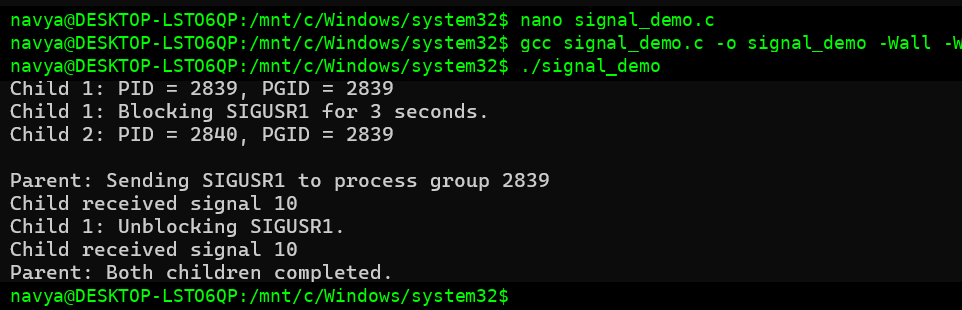 navya@DESKTOP-LSTO6QP:/mnt/c/Windows/system32$ nano signal_demo.c
navya@DESKTOP-LSTO6QP:/mnt/c/Windows/system32$ gcc signal_demo.c -o signal_demo -Wall -W
navya@DESKTOP-LSTO6QP:/mnt/c/Windows/system32$ ./signal_demo
Child 1: PID = 2839, PGID = 2839
Child 1: Blocking SIGUSR1 for 3 seconds.
Child 2: PID = 2840, PGID = 2839
Parent: Sending SIGUSR1 to process group 2839
Child received signal 10
Child 1: Unblocking SIGUSR1.
Child received signal 10
Parent: Both children completed.
navya@DESKTOP-LSTO6QP:/mnt/c/Windows/system32$